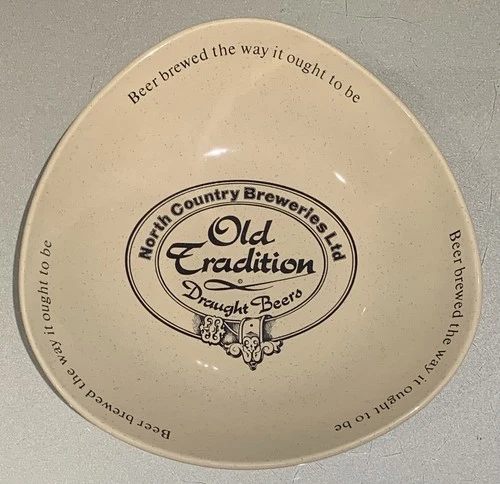 Beer brewed the way it ought to be
North Country Breweries Ltd
Old
Tradition
©
Draught Beers
Beer brewed the way it ought to be
Beer brewed the way it ought to be